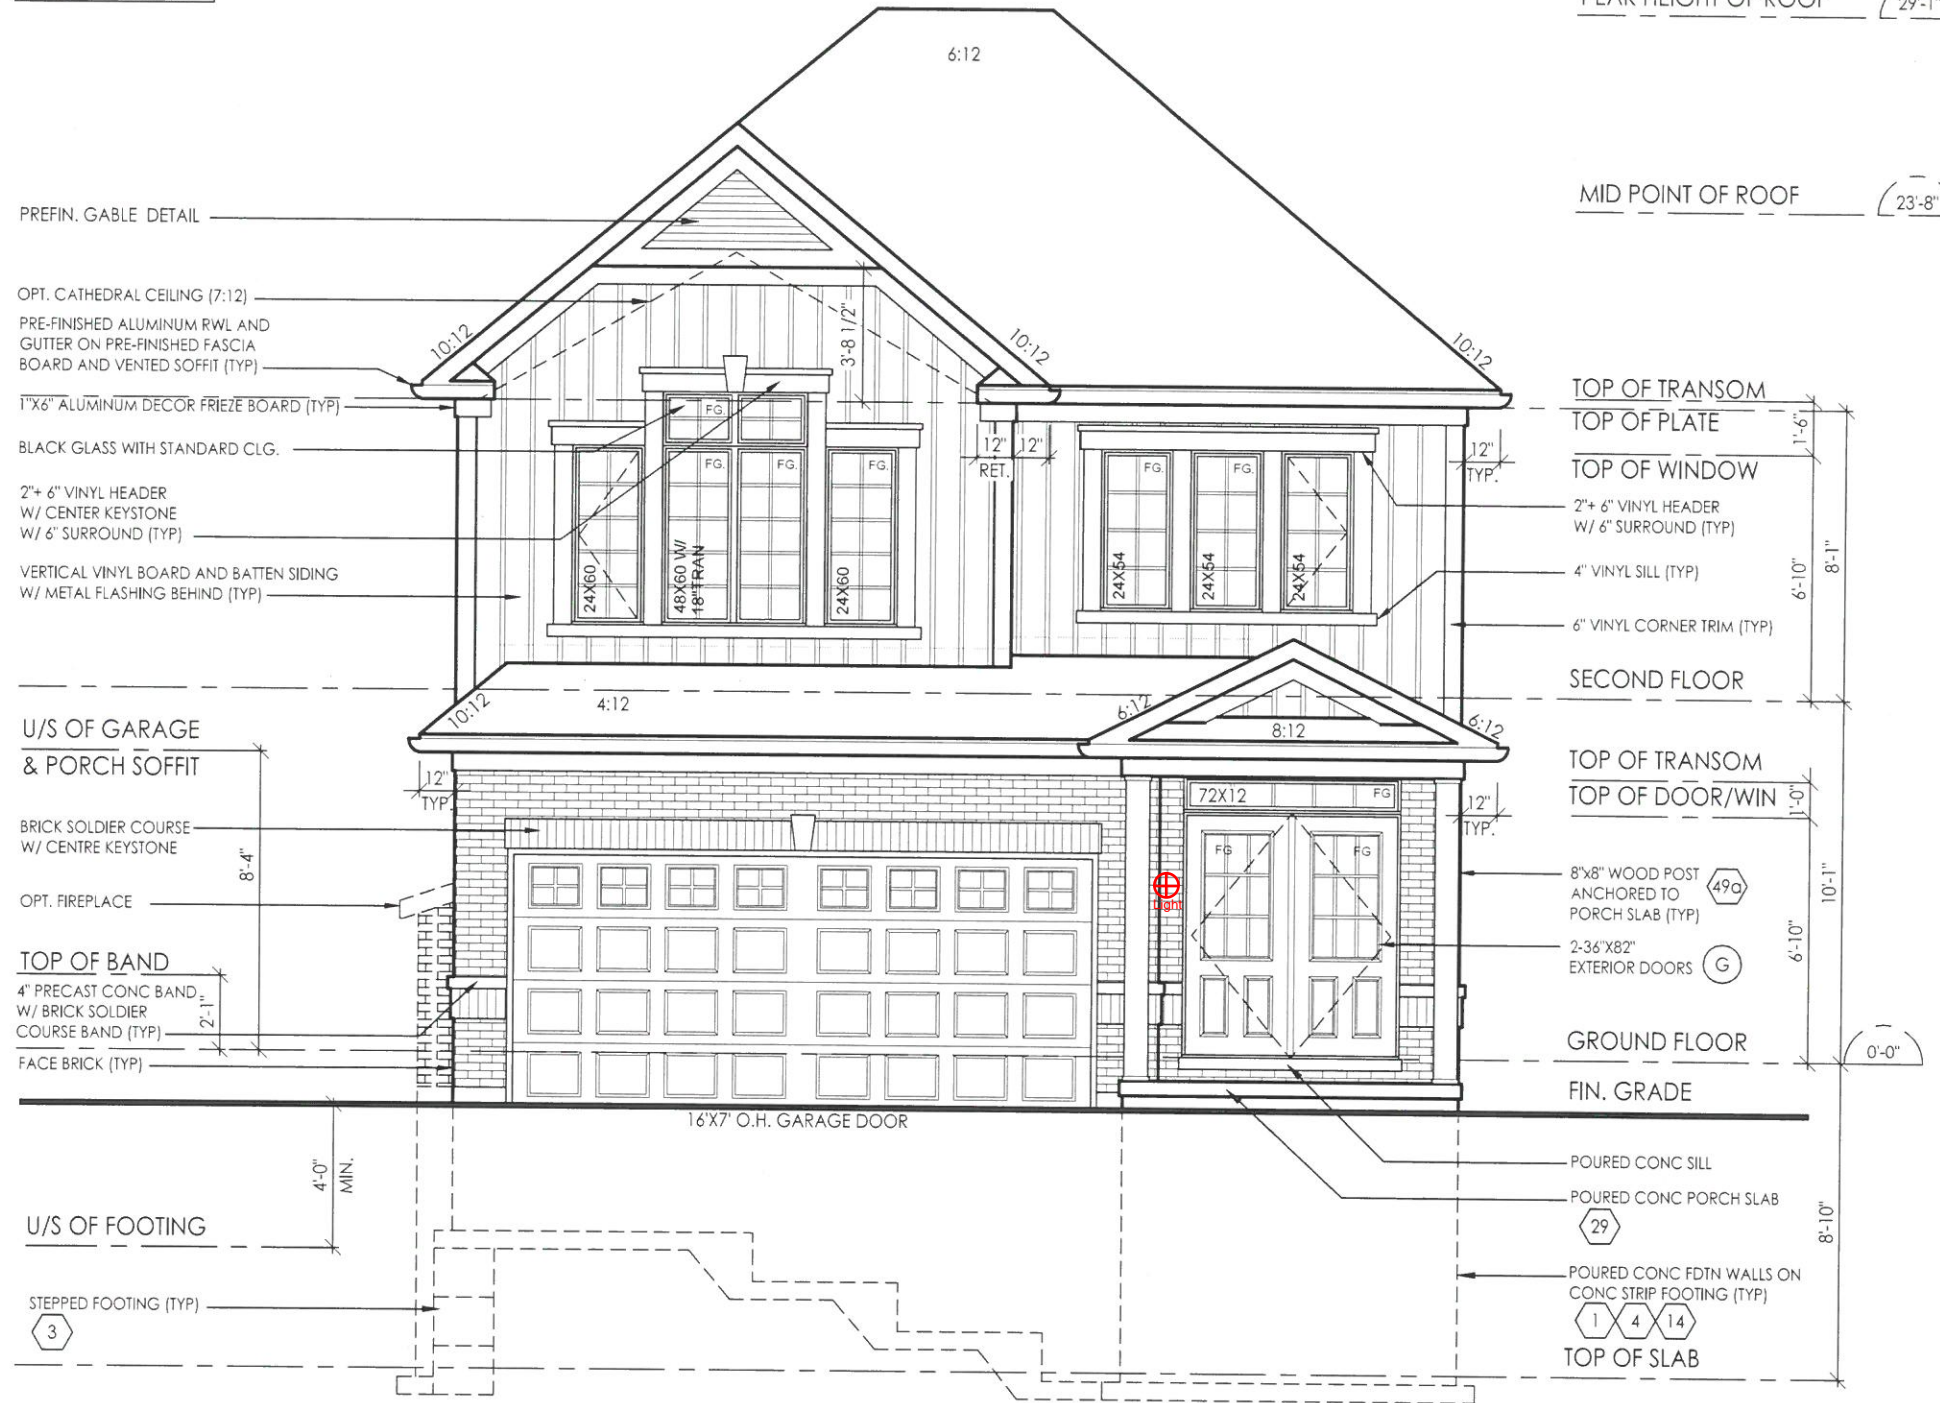 PEAK HEIGHT OF ROOF
29'-1"
6:12
MID POINT OF ROOF
23'-8"
PREFIN. GABLE DETAIL
OPT. CATHEDRAL CEILING (7:12)
PRE-FINISHED ALUMINUM RWL AND
GUTTER ON PRE-FINISHED FASCIA
BOARD AND VENTED SOFFIT (TYP)
1"X6" ALUMINUM DECOR FRIEZE BOARD (TYP)
BLACK GLASS WITH STANDARD CLG.
2"+ 6" VINYL HEADER
W/ CENTER KEYSTONE
W/ 6" SURROUND (TYP)
VERTICAL VINYL BOARD AND BATTEN SIDING
W/ METAL FLASHING BEHIND (TYP)
10:12
10:12
10:12
3'-8 1/2"
FG.
FG.
FG.
FG.
24X60
48X60 W/
18"TRAN
24X60
12"
12"
RET.
FG.
FG.
24X54
24X54
24X54
12"
TYP.
TOP OF TRANSOM
TOP OF PLATE
TOP OF WINDOW
1'-6"
2"+ 6" VINYL HEADER
W/ 6" SURROUND (TYP)
4" VINYL SILL (TYP)
6" VINYL CORNER TRIM (TYP)
6'-10"
8'-1"
SECOND FLOOR
U/S OF GARAGE
& PORCH SOFFIT
10:12
4:12
6:12
8:12
6:12
12"
TYP.
BRICK SOLDIER COURSE
W/ CENTRE KEYSTONE
8'-4"
OPT. FIREPLACE
TOP OF BAND
4" PRECAST CONC BAND
W/ BRICK SOLDIER
COURSE BAND (TYP)
2'-1"
FACE BRICK (TYP)
72X12
FG
FG
FG
Light
12"
TYP.
TOP OF TRANSOM
TOP OF DOOR/WIN
1'-0"
8"x8" WOOD POST
ANCHORED TO
PORCH SLAB (TYP)
49a
2-36"X82"
EXTERIOR DOORS
G
6'-10"
10'-1"
GROUND FLOOR
0'-0"
FIN. GRADE
16'X7' O.H. GARAGE DOOR
4'-0"
MIN.
U/S OF FOOTING
STEPPED FOOTING (TYP)
3
POURED CONC SILL
POURED CONC PORCH SLAB
29
8'-10"
POURED CONC FDTN WALLS ON
CONC STRIP FOOTING (TYP)
1 4 14
TOP OF SLAB